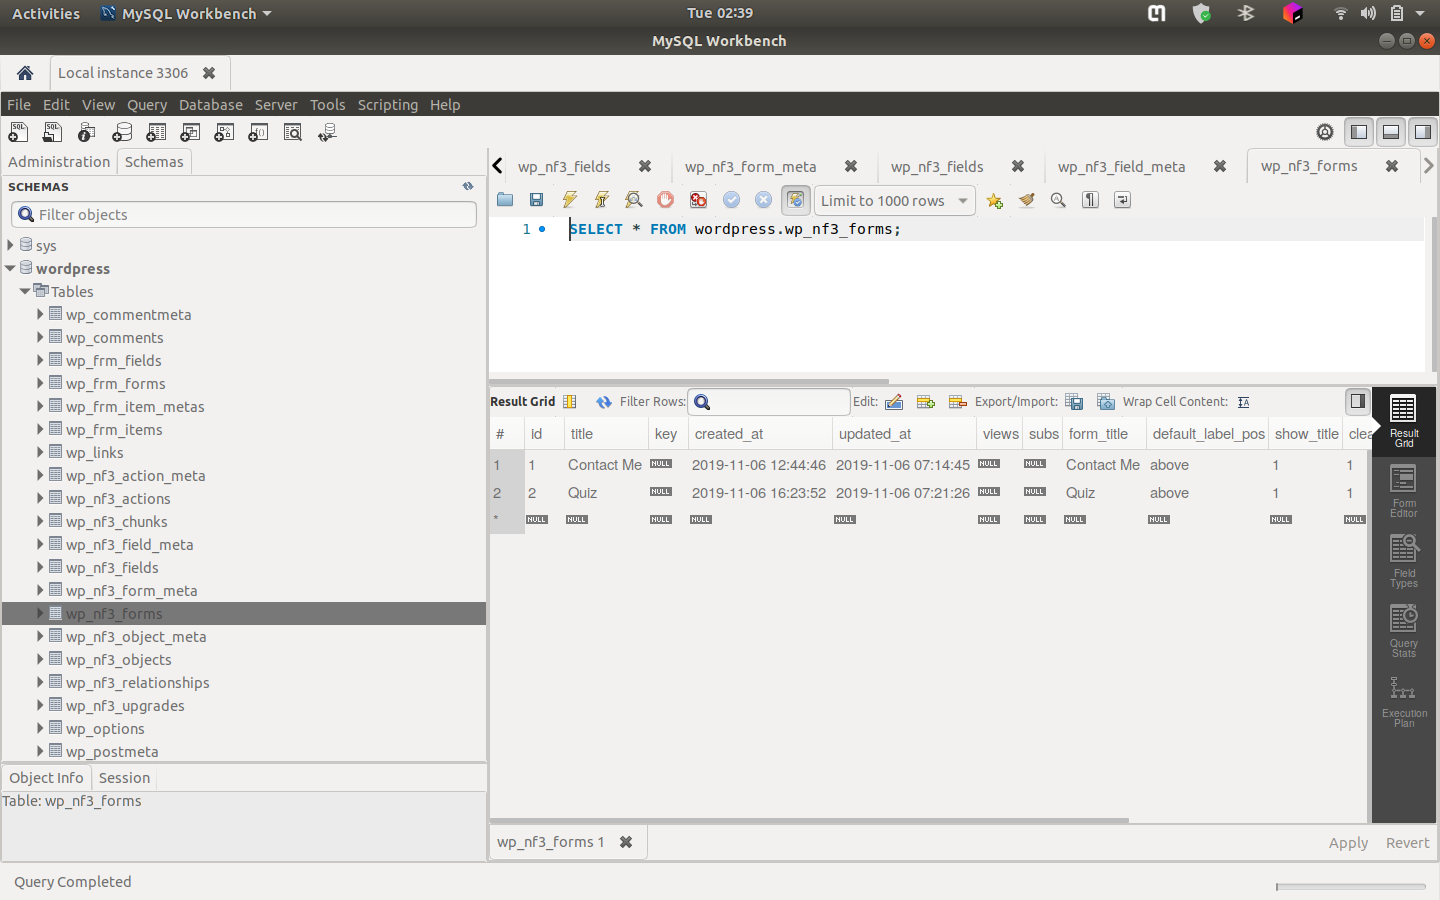 Activities MySQL Workbench Tue 02:39
MySQL Workbench
Local instance 3306
File Edit View Query Database Server Tools Scripting Help
Administration Schemas
SCHEMAS
Filter objects
sys
wordpress
Tables
wp_commentmeta
wp_comments
wp_frm_fields
wp_frm_forms
wp_frm_item_metas
wp_frm_items
wp_links
wp_nf3_action_meta
wp_nf3_actions
wp_nf3_chunks
wp_nf3_field_meta
wp_nf3_fields
wp_nf3_form_meta
wp_nf3_forms
wp_nf3_object_meta
wp_nf3_objects
wp_nf3_relationships
wp_nf3_upgrades
wp_options
wp_postmeta
Object Info Session
Table: wp_nf3_forms
wp_nf3_fields wp_nf3_form_meta wp_nf3_fields wp_nf3_field_meta wp_nf3_forms
Limit to 1000 rows
1 SELECT * FROM wordpress.wp_nf3_forms;
Result Grid Filter Rows: Edit: Export/Import: Wrap Cell Content:
# id title key created_at updated_at views subs form_title default_label_pos show_title clea
1 1 Contact Me NULL 2019-11-06 12:44:46 2019-11-06 07:14:45 NULL NULL Contact Me above 1 1
2 2 Quiz NULL 2019-11-06 16:23:52 2019-11-06 07:21:26 NULL NULL Quiz above 1 1
* NULL NULL NULL NULL NULL NULL NULL NULL NULL NULL NULL
Result
Grid
Form
Editor
Field
Types
Query
Stats
Execution
Plan
wp_nf3_forms 1 Apply Revert
Query Completed